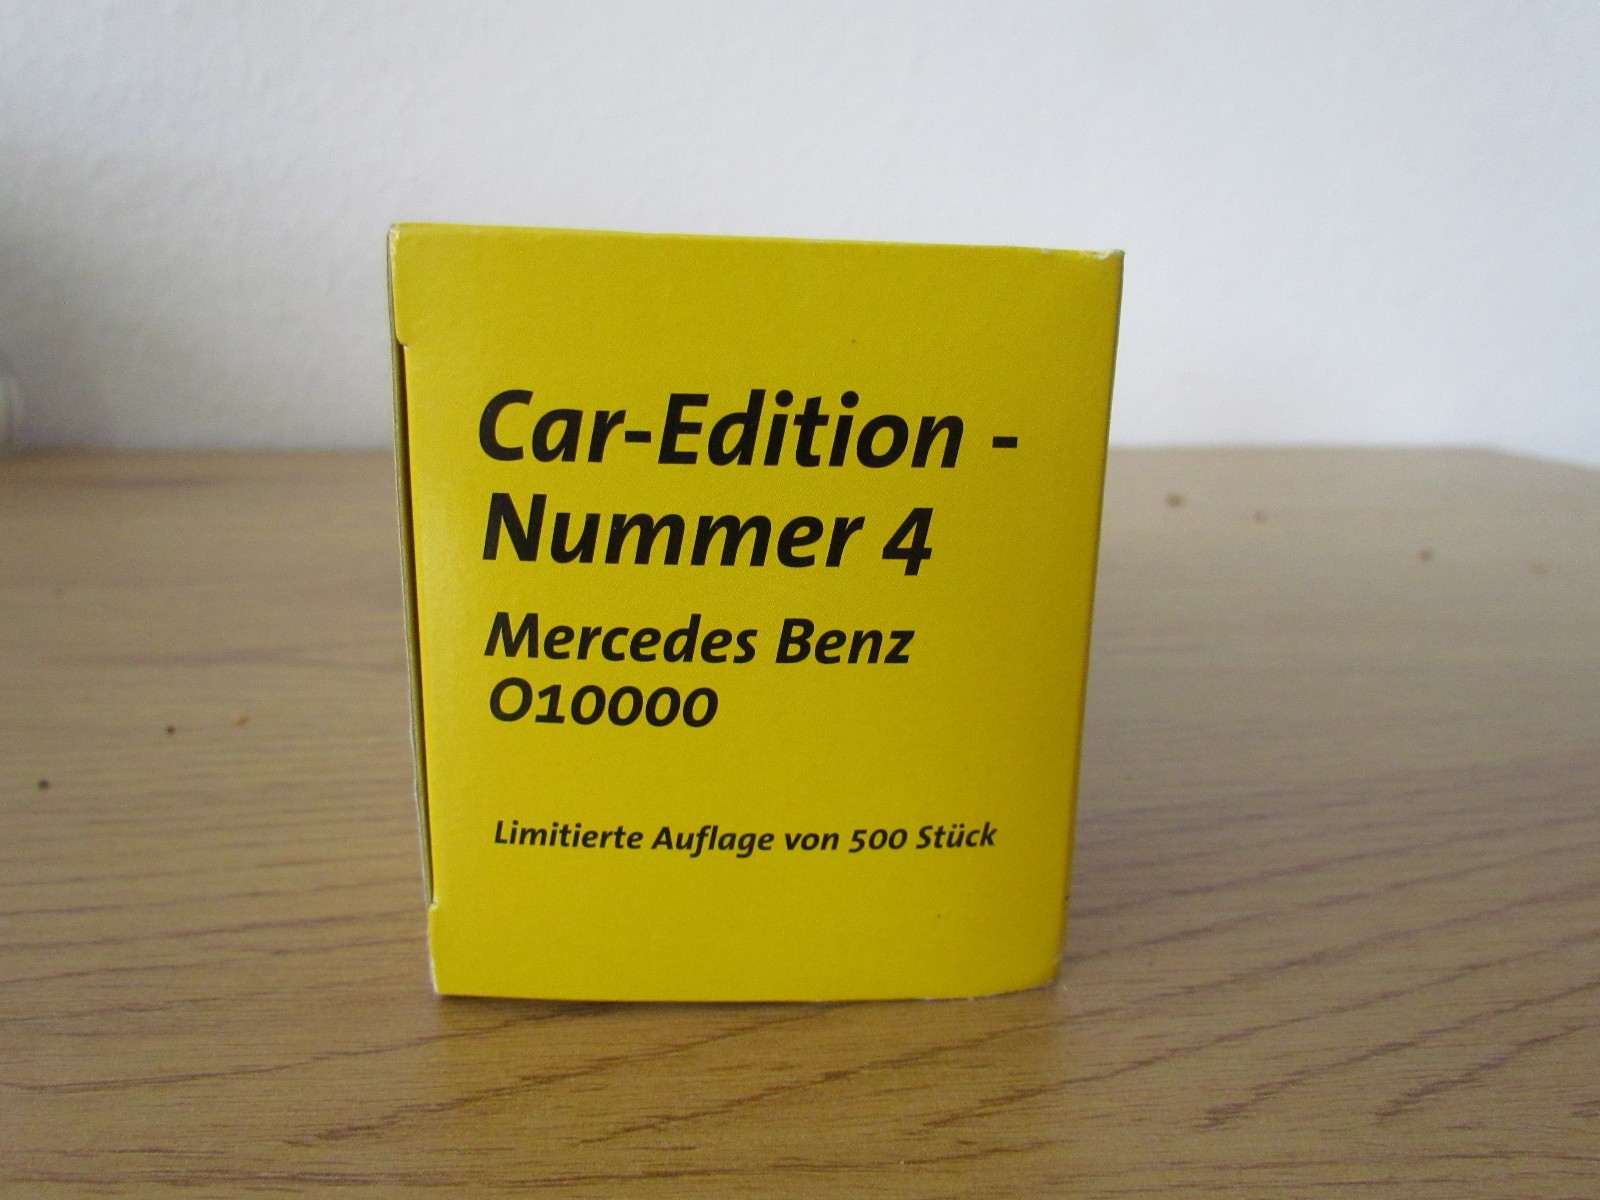 Car-Edition -
Nummer 4
Mercedes Benz
O10000
Limitierte Auflage von 500 Stück